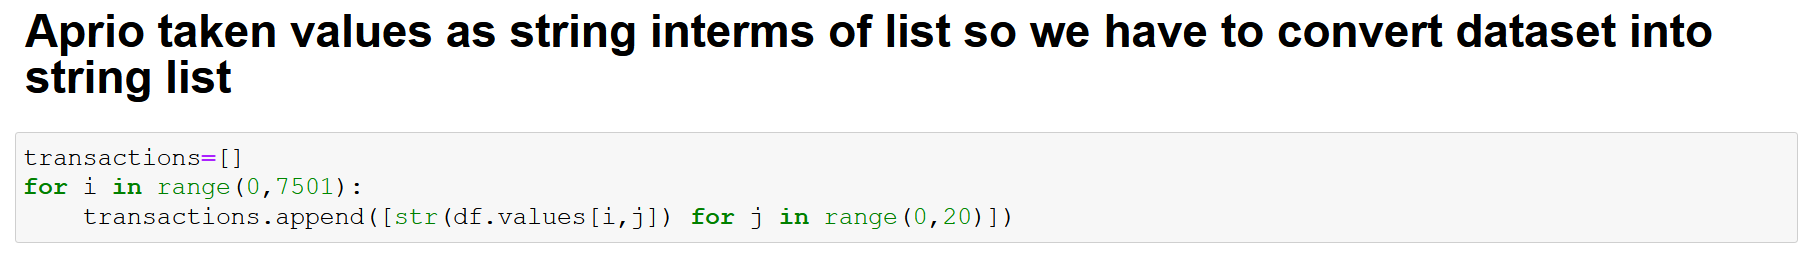 Aprio taken values as string interms of list so we have to convert dataset into
string list
transactions=[]
for i in range(0,7501):
    transactions.append([str(df.values[i,j]) for j in range(0,20)])